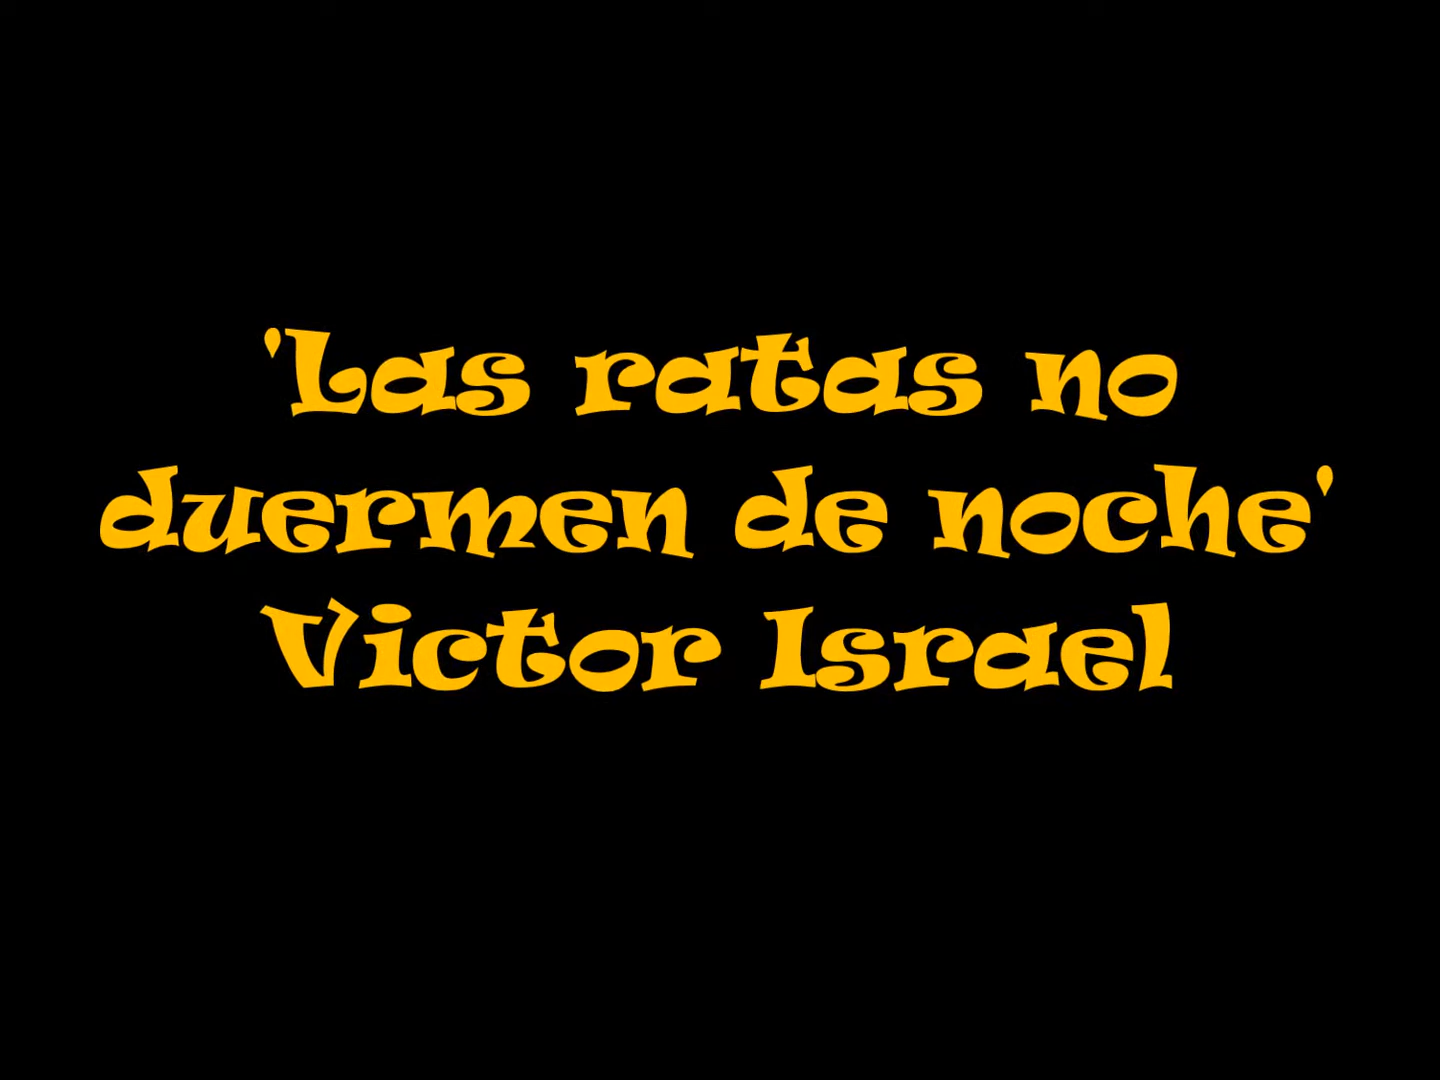 'Las ratas no
duermen de noche'
Victor Israel